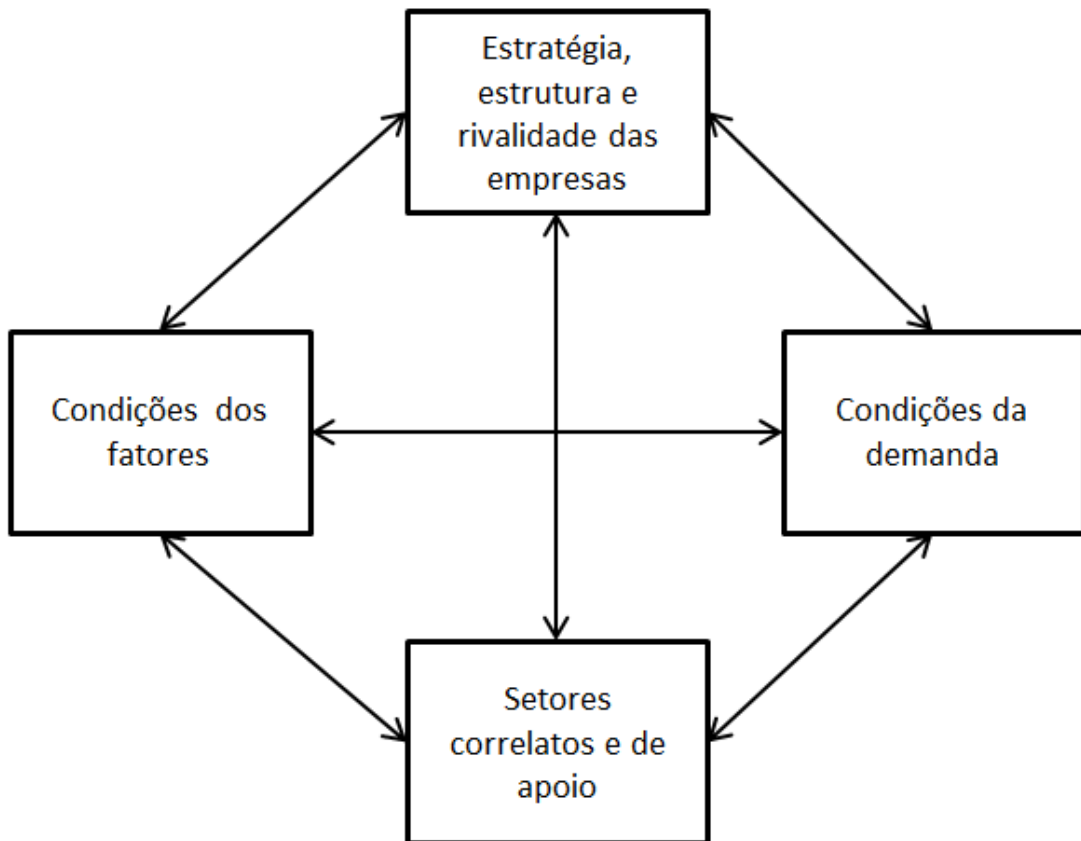 Estratégia,
estrutura e
rivalidade das
empresas
Condições dos
fatores
Condições da
demanda
Setores
correlatos e de
apoio